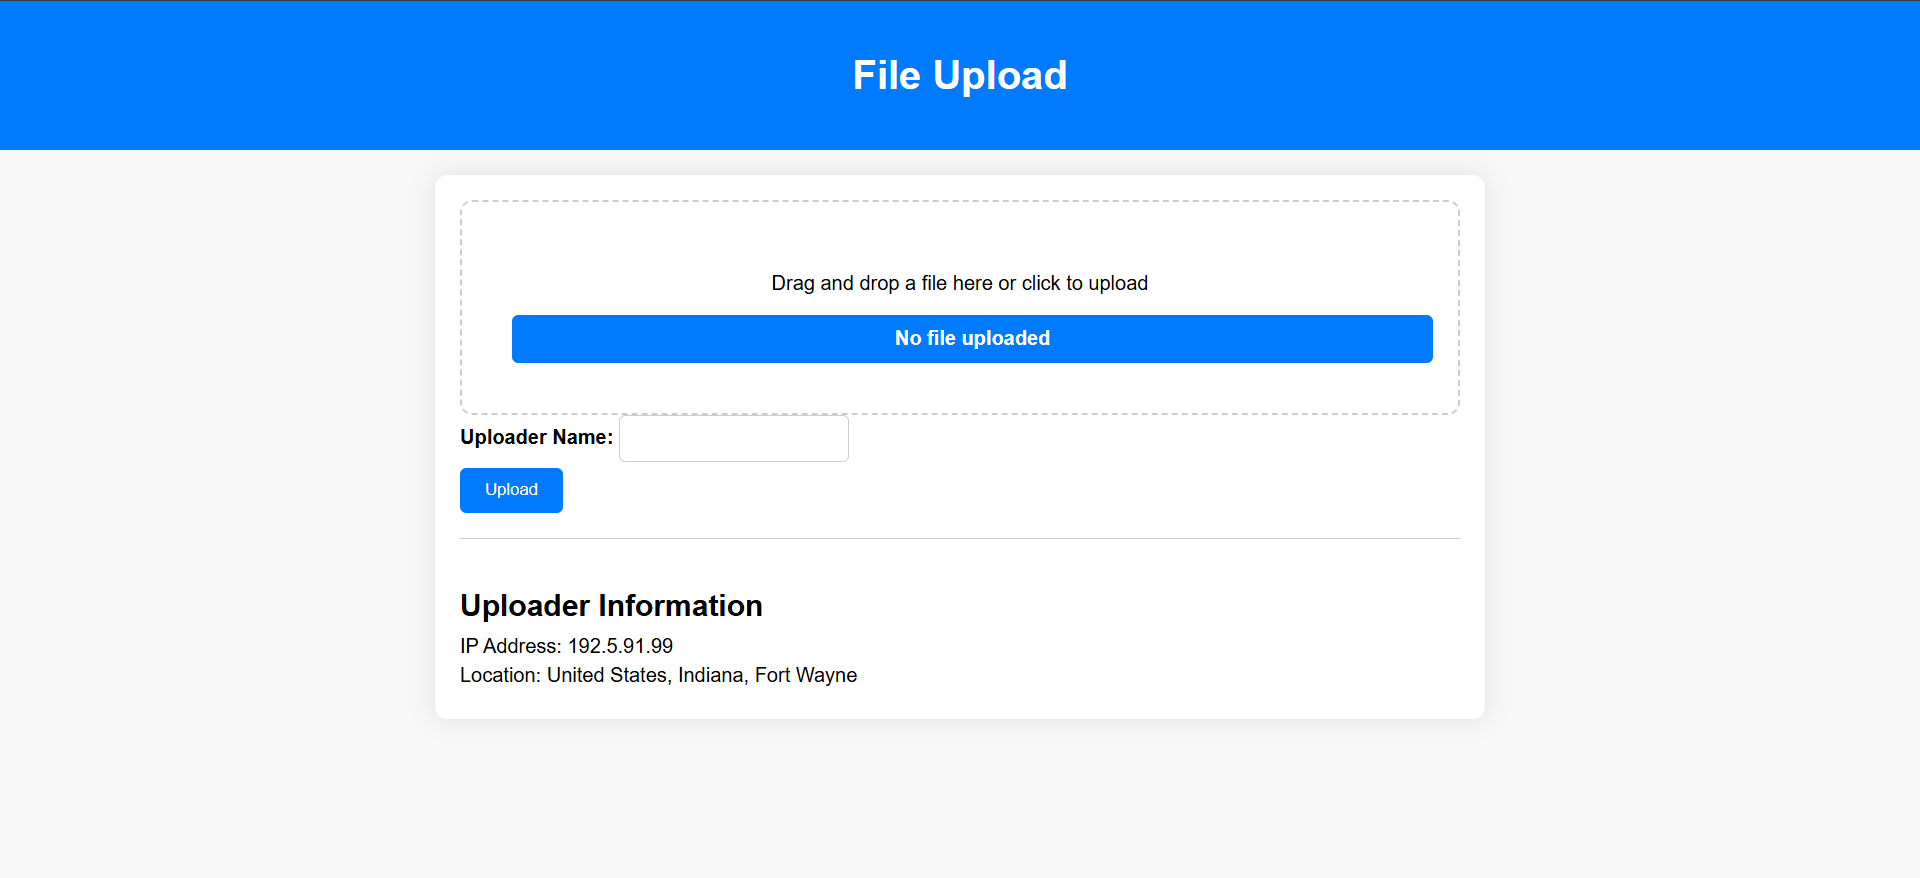 File Upload
Drag and drop a file here or click to upload
No file uploaded
Uploader Name:
Upload
Uploader Information
IP Address: 192.5.91.99
Location: United States, Indiana, Fort Wayne